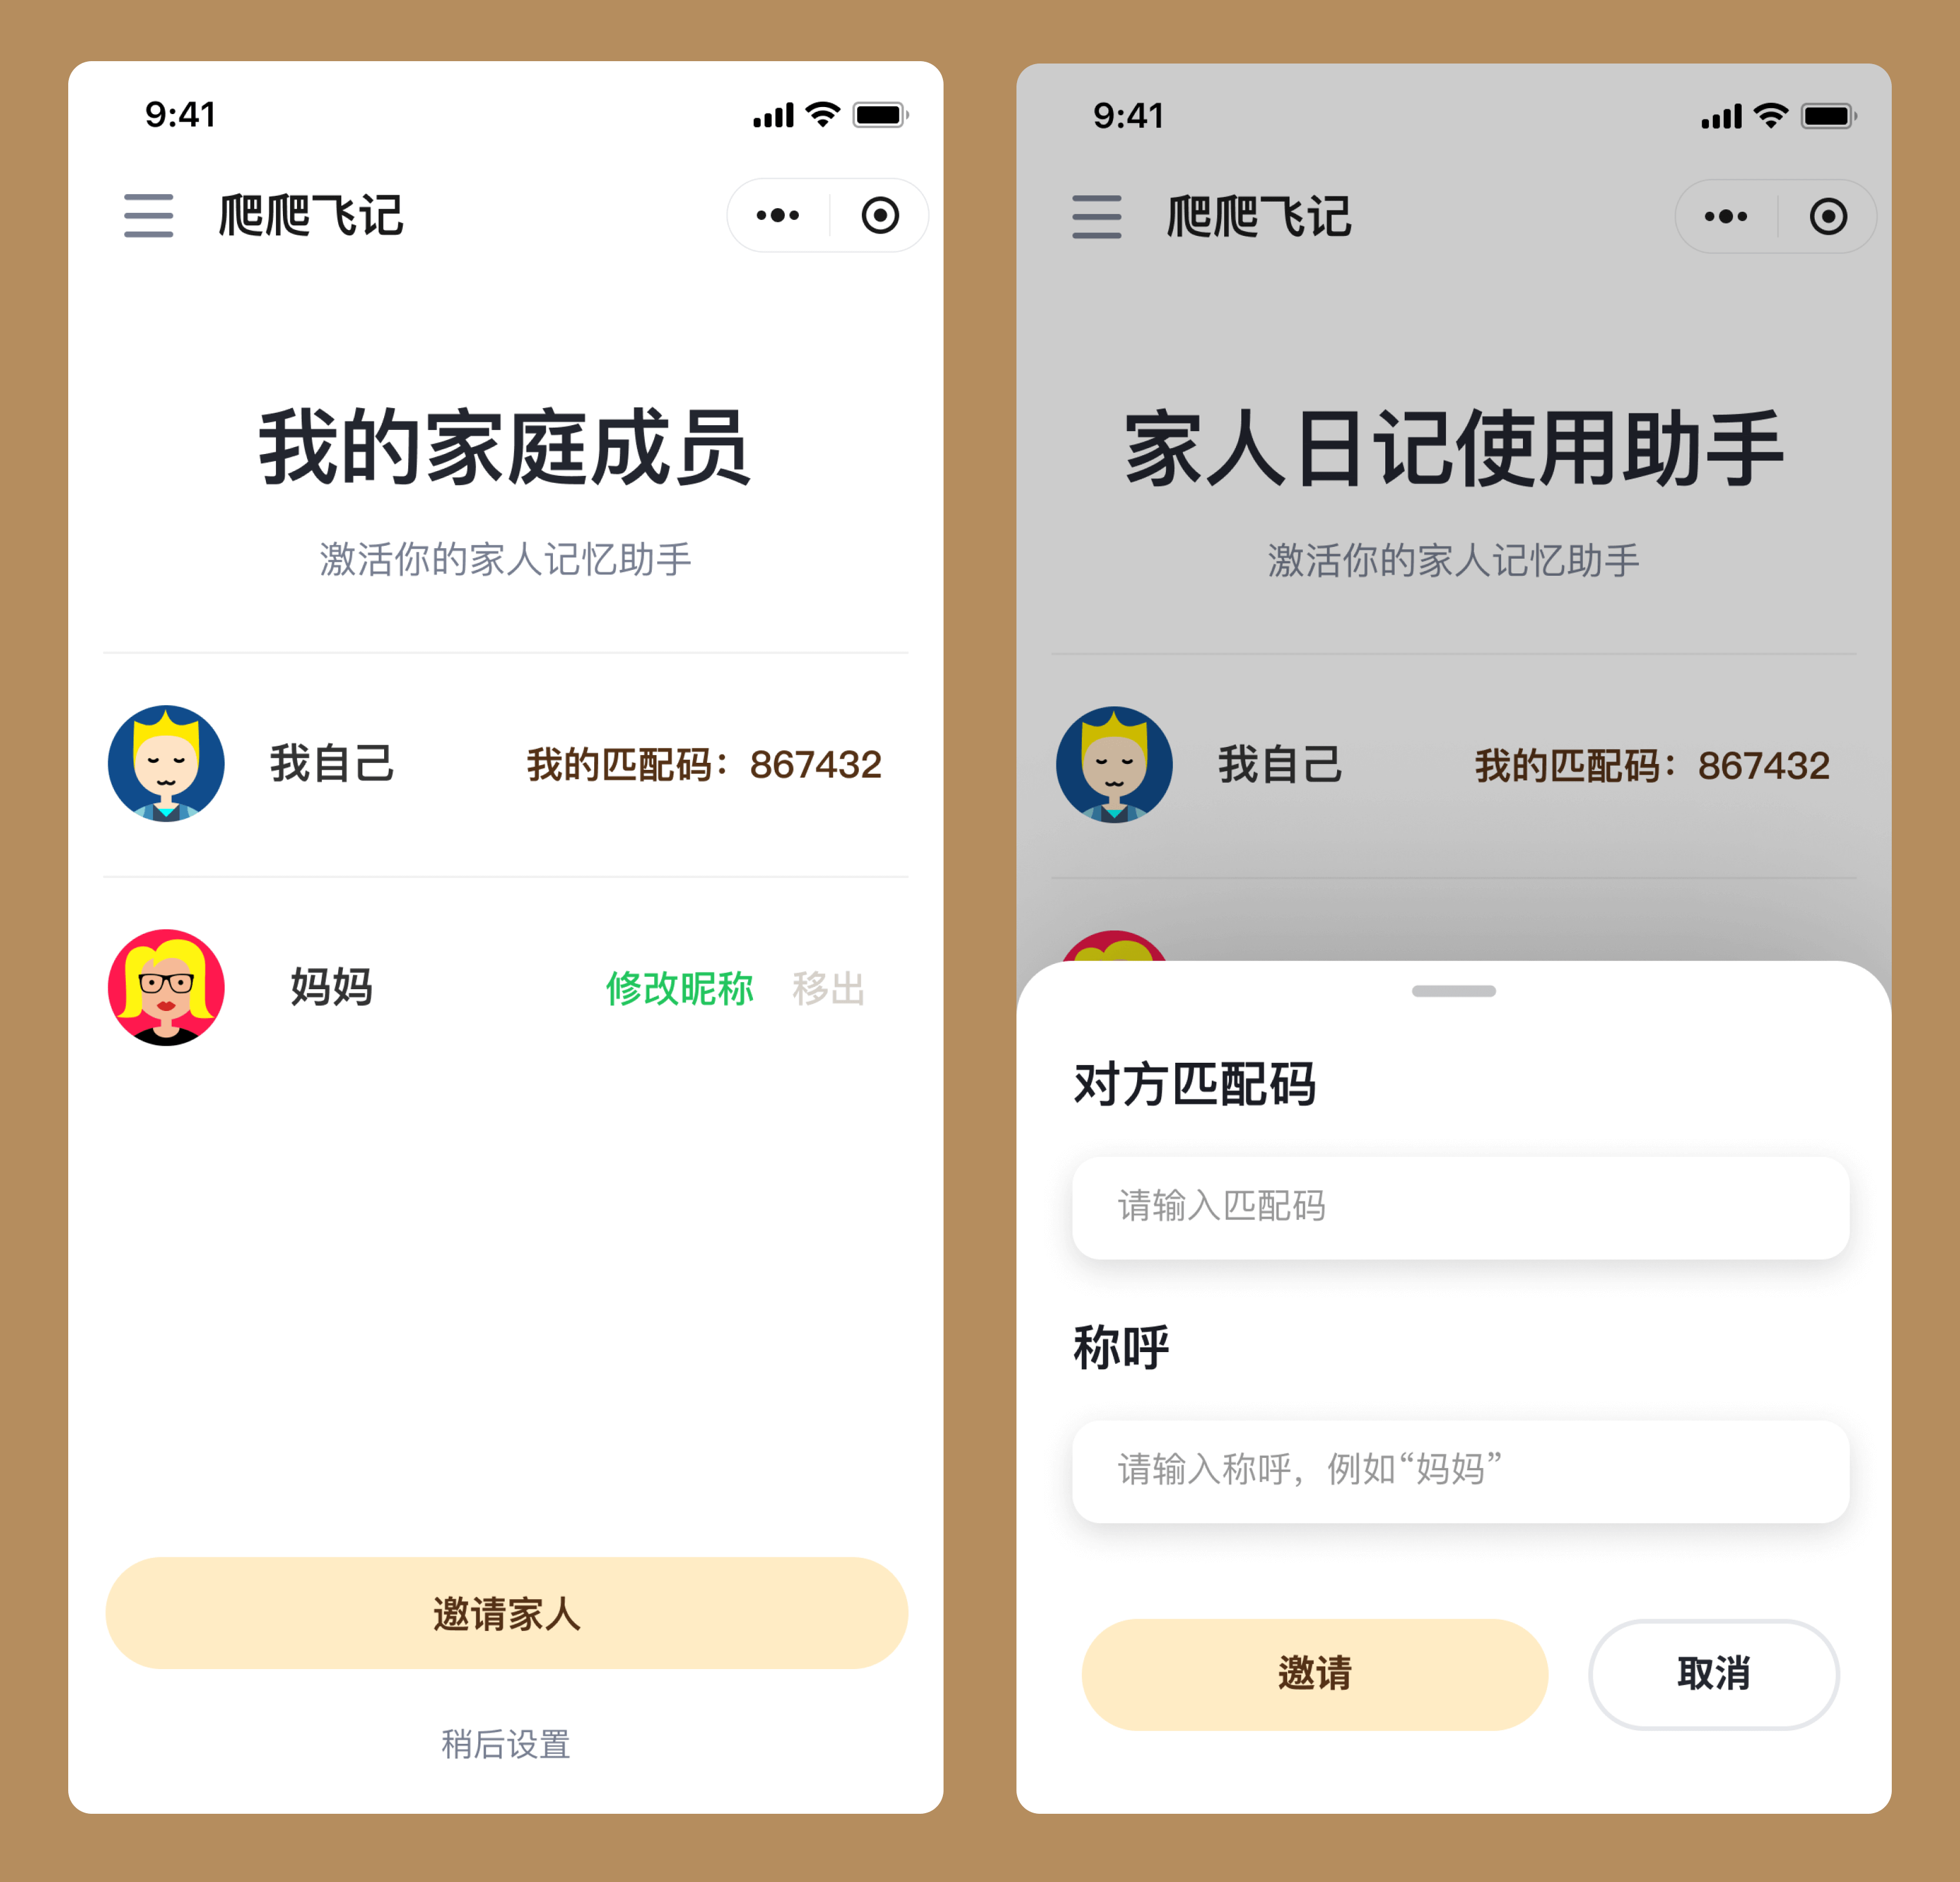 9:41
爬爬飞记
我的家庭成员
激活你的家人记忆助手
我自己
我的匹配码：867432
妈妈
修改昵称
移出
邀请家人
稍后设置
9:41
爬爬飞记
家人日记使用助手
激活你的家人记忆助手
我自己
我的匹配码：867432
对方匹配码
请输入匹配码
称呼
请输入称呼，例如“妈妈”
邀请
取消